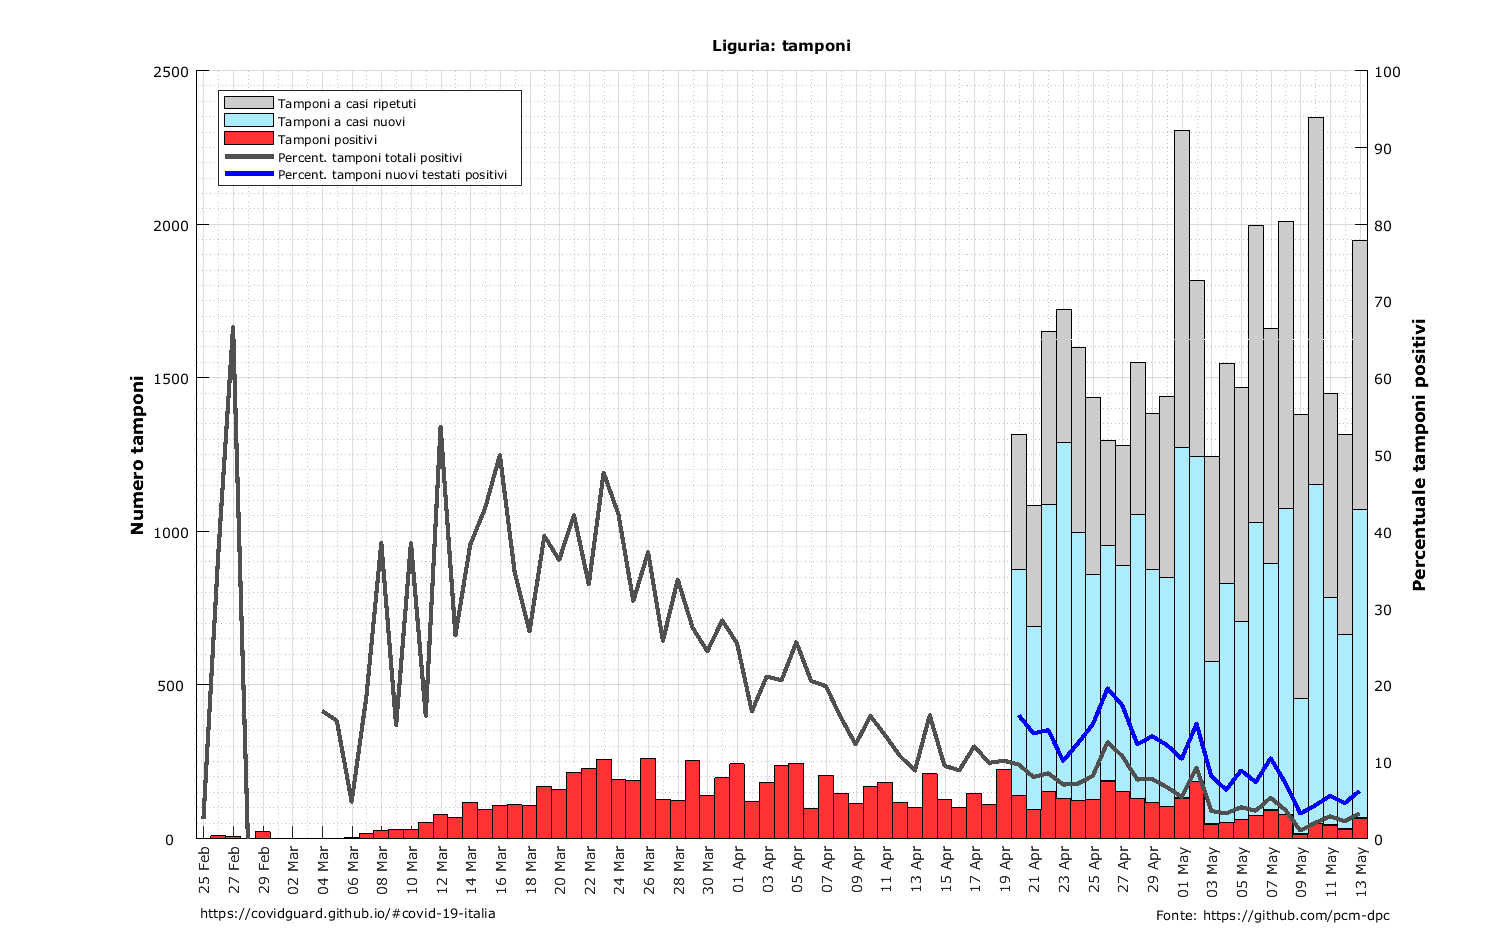 Liguria: tamponi
2500
2000
1500
1000
500
0
Numero tamponi
Tamponi a casi ripetuti
Tamponi a casi nuovi
Tamponi positivi
Percent. tamponi totali positivi
Percent. tamponi nuovi testati positivi
100
90
80
70
60
50
40
30
20
10
0
Percentuale tamponi positivi
25 Feb
27 Feb
29 Feb
02 Mar
04 Mar
06 Mar
08 Mar
10 Mar
12 Mar
14 Mar
16 Mar
18 Mar
20 Mar
22 Mar
24 Mar
26 Mar
28 Mar
30 Mar
01 Apr
03 Apr
05 Apr
07 Apr
09 Apr
11 Apr
13 Apr
15 Apr
17 Apr
19 Apr
21 Apr
23 Apr
25 Apr
27 Apr
29 Apr
01 May
03 May
05 May
07 May
09 May
11 May
13 May
https://covidguard.github.io/#covid-19-italia
Fonte: https://github.com/pcm-dpc